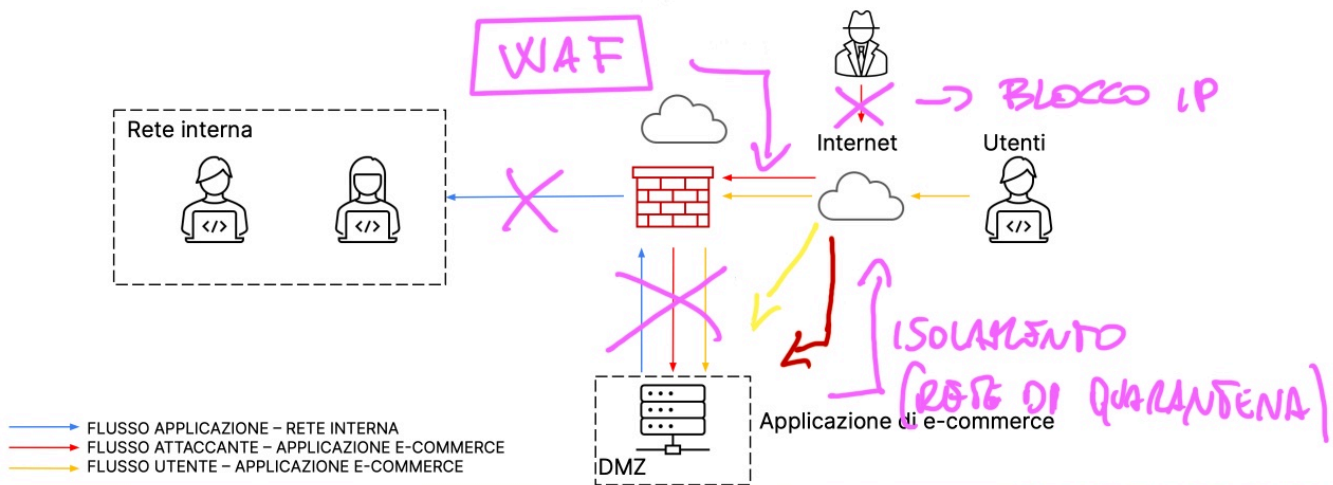 WAF
→ BLOCCO IP
Rete interna
Internet
Utenti
</>
</>
</>
ISOLAMENTO
(RETE DI QUARANTENA)
Applicazione di e-commerce
DMZ
FLUSSO APPLICAZIONE – RETE INTERNA
FLUSSO ATTACCANTE – APPLICAZIONE E-COMMERCE
FLUSSO UTENTE – APPLICAZIONE E-COMMERCE